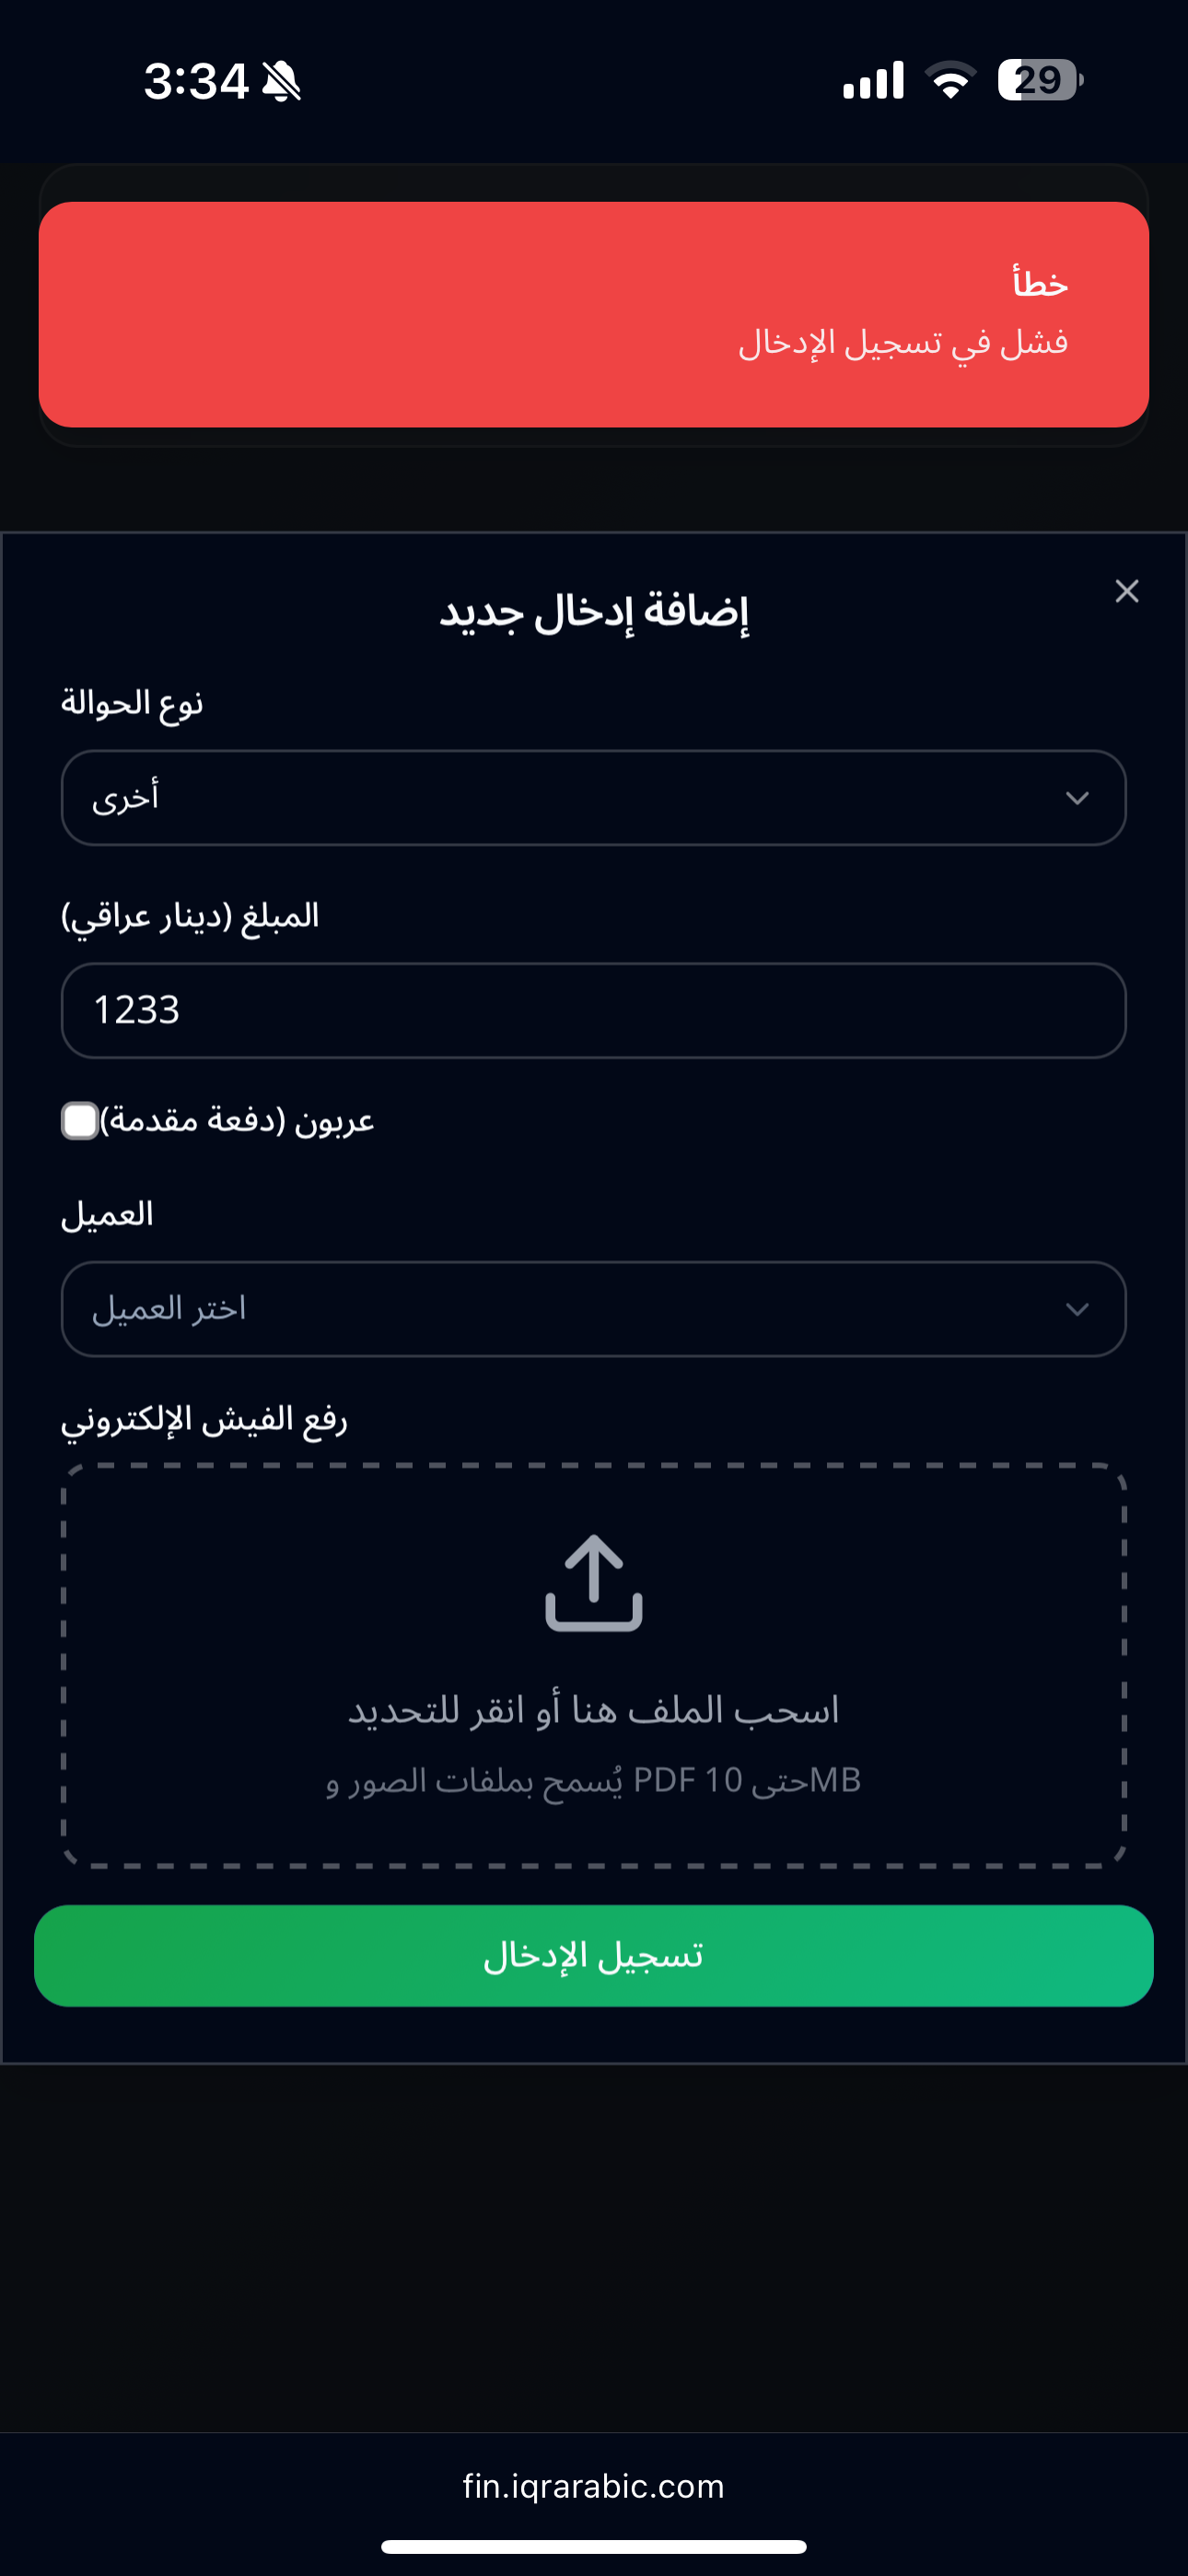 3:34
29
خطأ
فشل في تسجيل الإدخال
إضافة إدخال جديد
نوع الحوالة
أخرى
المبلغ (دينار عراقي)
1233
عربون (دفعة مقدمة)
العميل
اختر العميل
رفع الفيش الإلكتروني
اسحب الملف هنا أو انقر للتحديد
يُسمح بملفات الصور و PDF حتى 10MB
تسجيل الإدخال
fin.iqrarabic.com